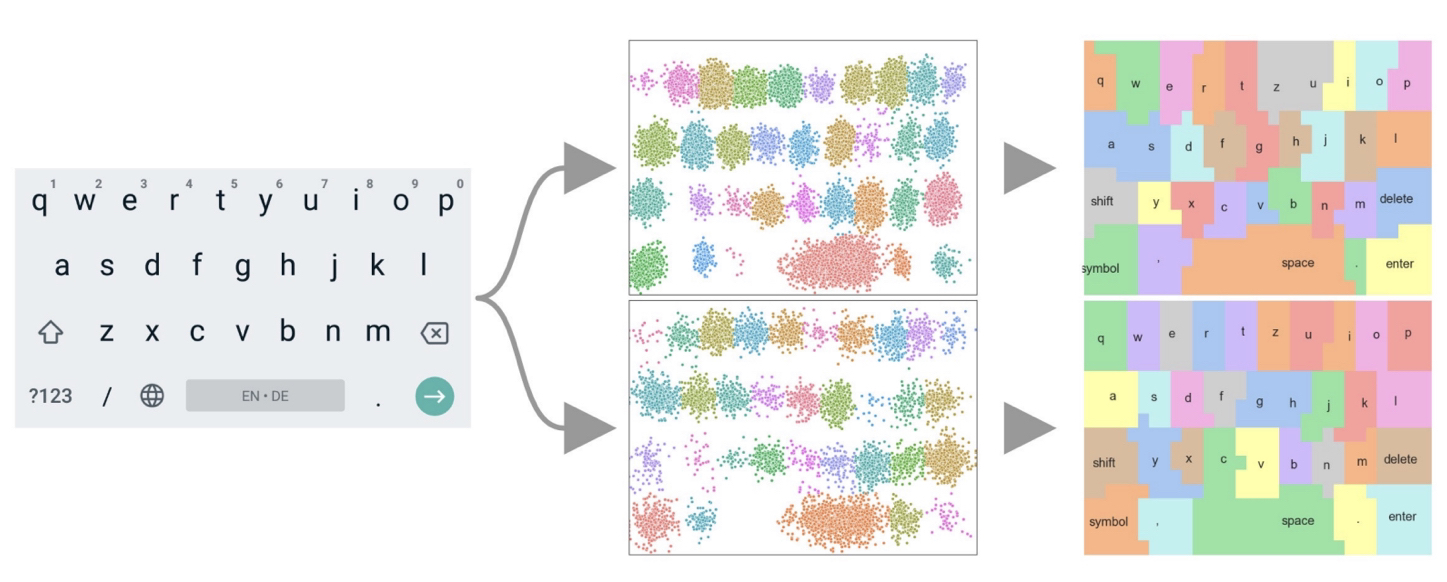 1 2 3 4 5 6 7 8 9 0
q w e r t y u i o p
a s d f g h j k l
z x c v b n m
?123 / EN • DE .
q w e r t z u i o p
a s d f g h j k l
shift y x c v b n m delete
symbol , space . enter
q w e r t z u i o p
a s d f g h j k l
shift y x c v b n m delete
symbol , space . enter